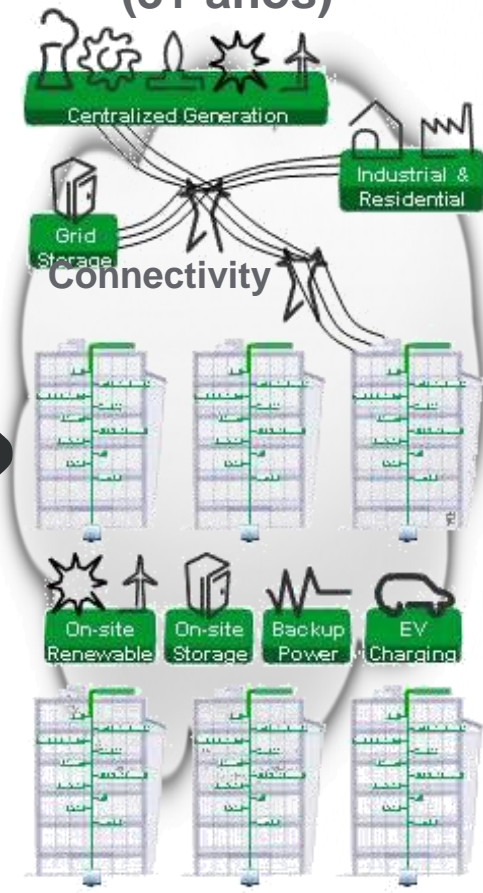 Centralized Generation
Industrial &
Residential
Grid
Storage
Connectivity
On-site
Renewable
On-site
Storage
Backup
Power
EV
Charging